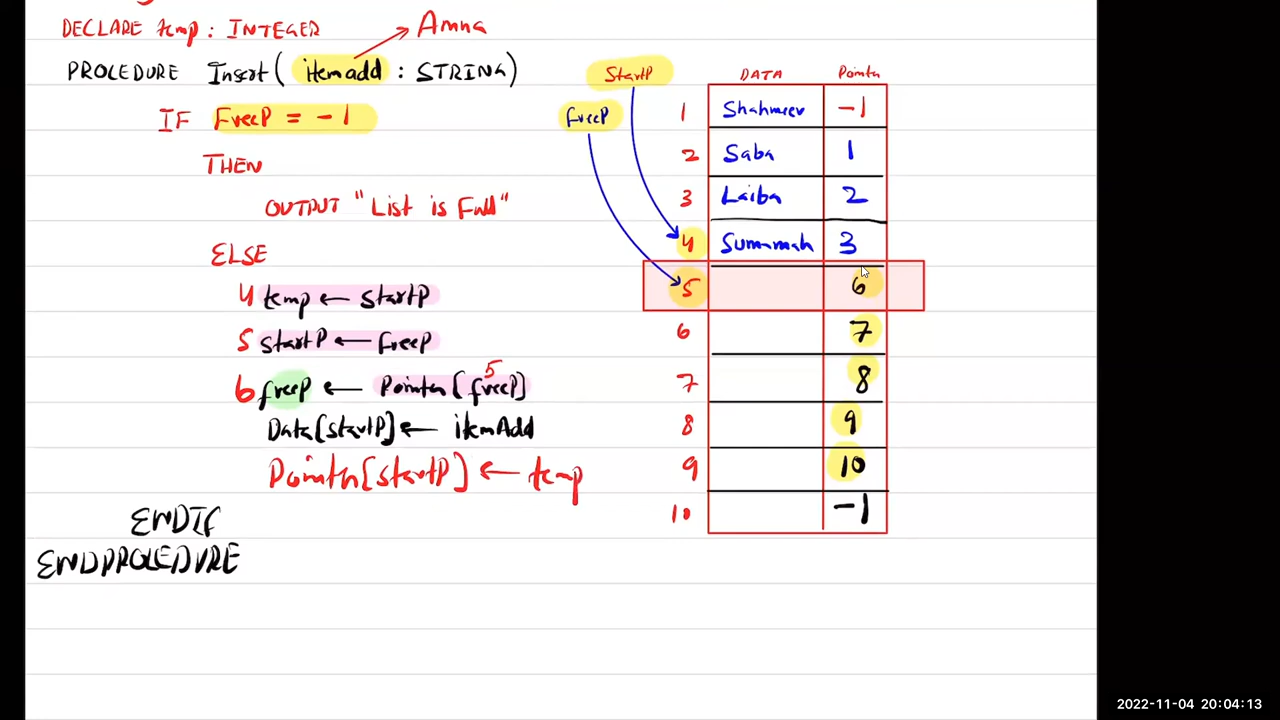 DECLARE temp : INTEGER
Amna
PROCEDURE Insert( itemadd : STRING)
IF FreeP = -1
THEN
OUTPUT "List is Full"
ELSE
4 temp ← startP
5 startP ← FreeP
5
6 freeP ← Pointer[freeP]
Data[startP] ← itemAdd
Pointer[startP] ← temp
ENDIF
ENDPROCEDURE
StartP
FreeP
DATA Pointer
1 Shahmeer -1
2 Saba 1
3 Laiba 2
4 Sumamah 3
5 6
6 7
7 8
8 9
9 10
10 -1
2022-11-04 20:04:13